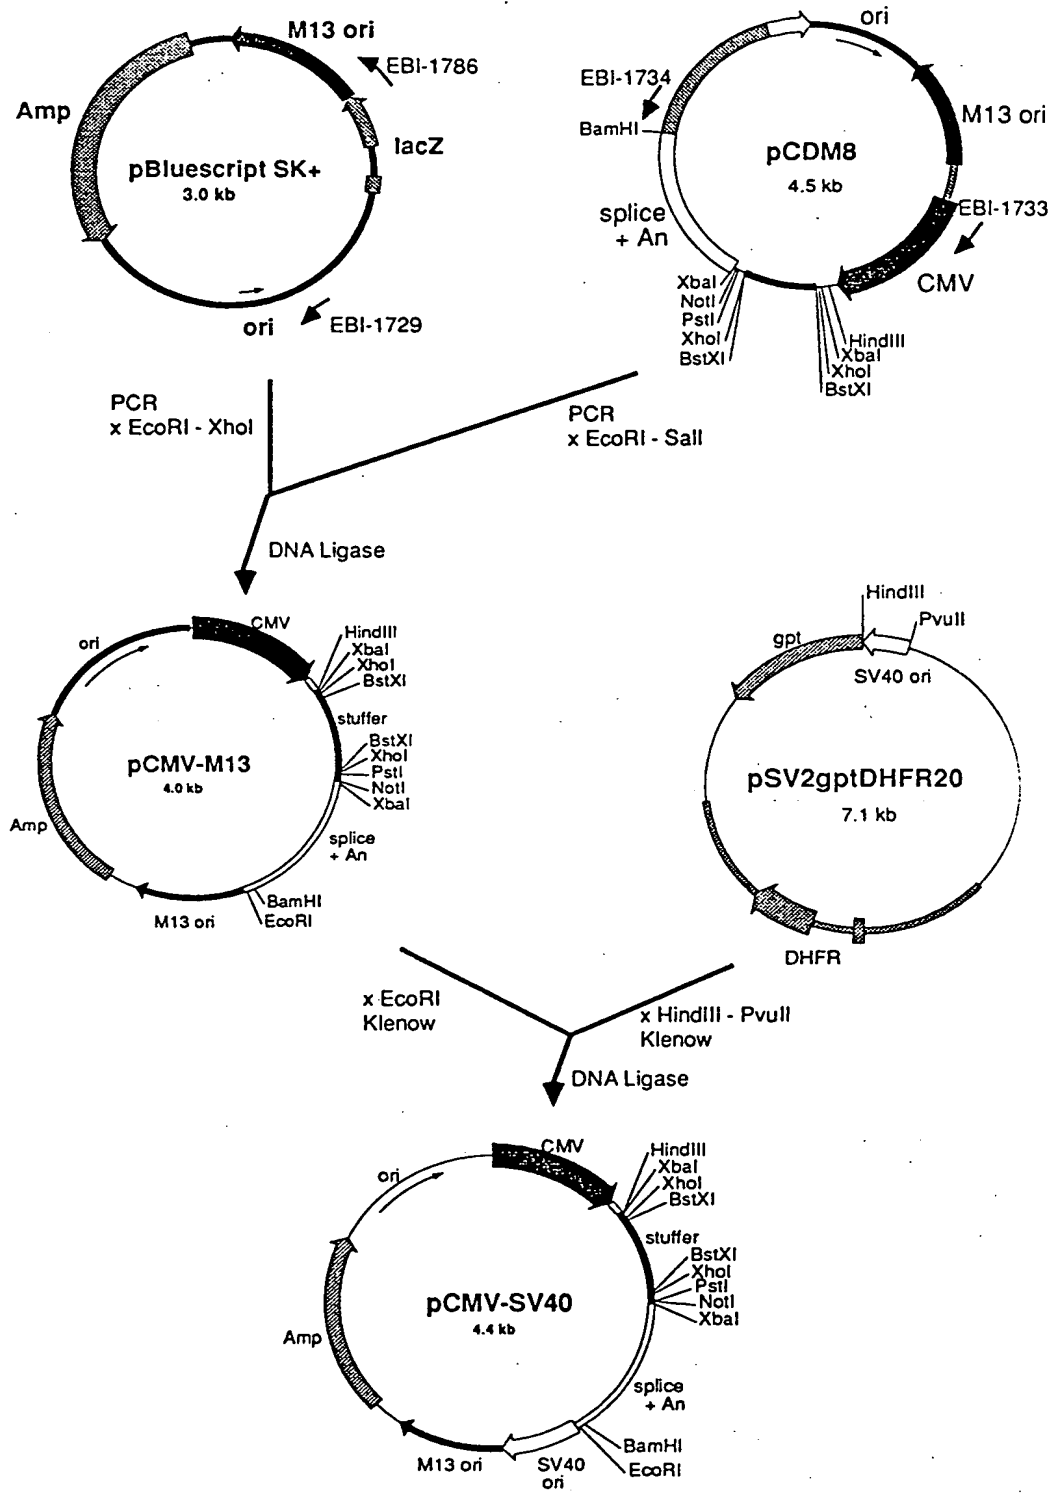 M13 ori
EBI-1786
Amp
lacZ
pBluescript SK+
3.0 kb
ori
EBI-1729
ori
EBI-1734
BamHI
M13 ori
pCDM8
4.5 kb
EBI-1733
splice
+ An
CMV
XbaI
NotI
PstI
XhoI
BstXI
HindIII
XbaI
XhoI
BstXI
PCR
x EcoRI - XhoI
PCR
x EcoRI - SalI
DNA Ligase
CMV
ori
HindIII
XbaI
XhoI
BstXI
stuffer
BstXI
XhoI
PstI
NotI
XbaI
pCMV-M13
4.0 kb
Amp
splice
+ An
BamHI
EcoRI
M13 ori
HindIII
PvuII
gpt
SV40 ori
pSV2gptDHFR20
7.1 kb
DHFR
x EcoRI
Klenow
x HindIII - PvuII
Klenow
DNA Ligase
CMV
ori
HindIII
XbaI
XhoI
BstXI
stuffer
BstXI
XhoI
PstI
NotI
XbaI
pCMV-SV40
4.4 kb
Amp
splice
+ An
BamHI
EcoRI
M13 ori
SV40
ori